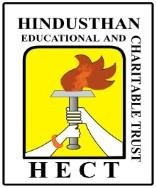 HINDUSTHAN
EDUCATIONAL AND
CHARITABLE TRUST
HECT